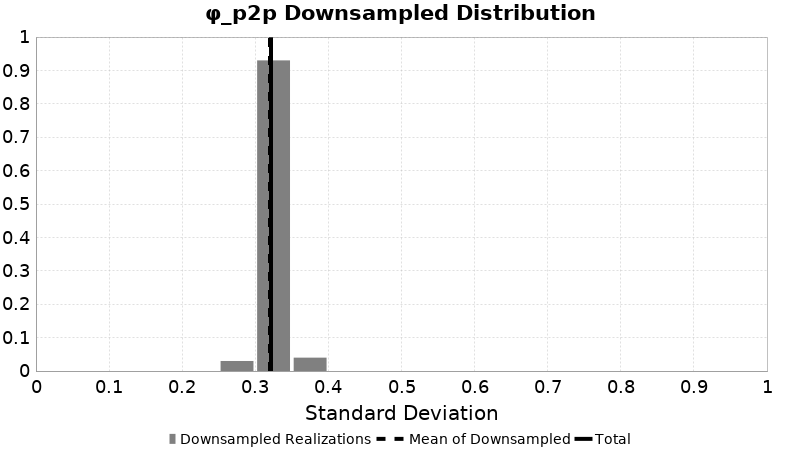 φ_p2p Downsampled Distribution
1
0.9
0.8
0.7
0.6
0.5
0.4
0.3
0.2
0.1
0
0 0.1 0.2 0.3 0.4 0.5 0.6 0.7 0.8 0.9 1
Standard Deviation
Downsampled Realizations Mean of Downsampled Total